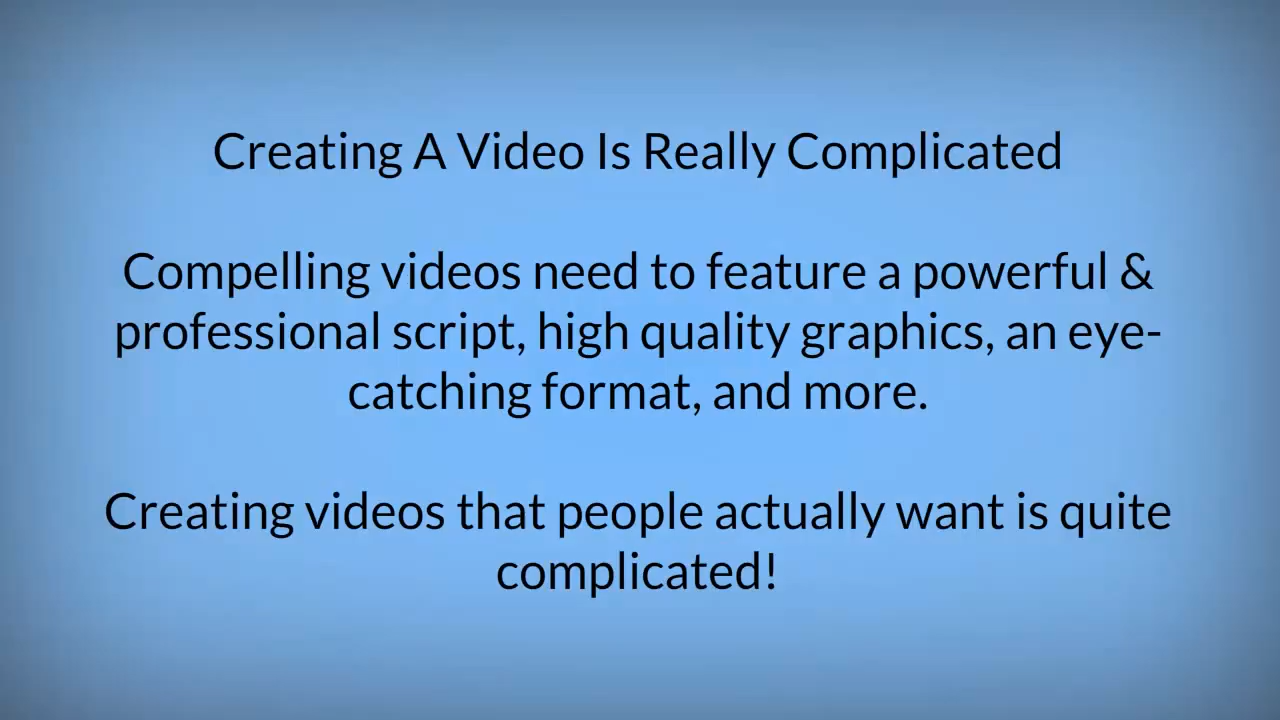 Creating A Video Is Really Complicated
Compelling videos need to feature a powerful &
professional script, high quality graphics, an eye-
catching format, and more.
Creating videos that people actually want is quite
complicated!